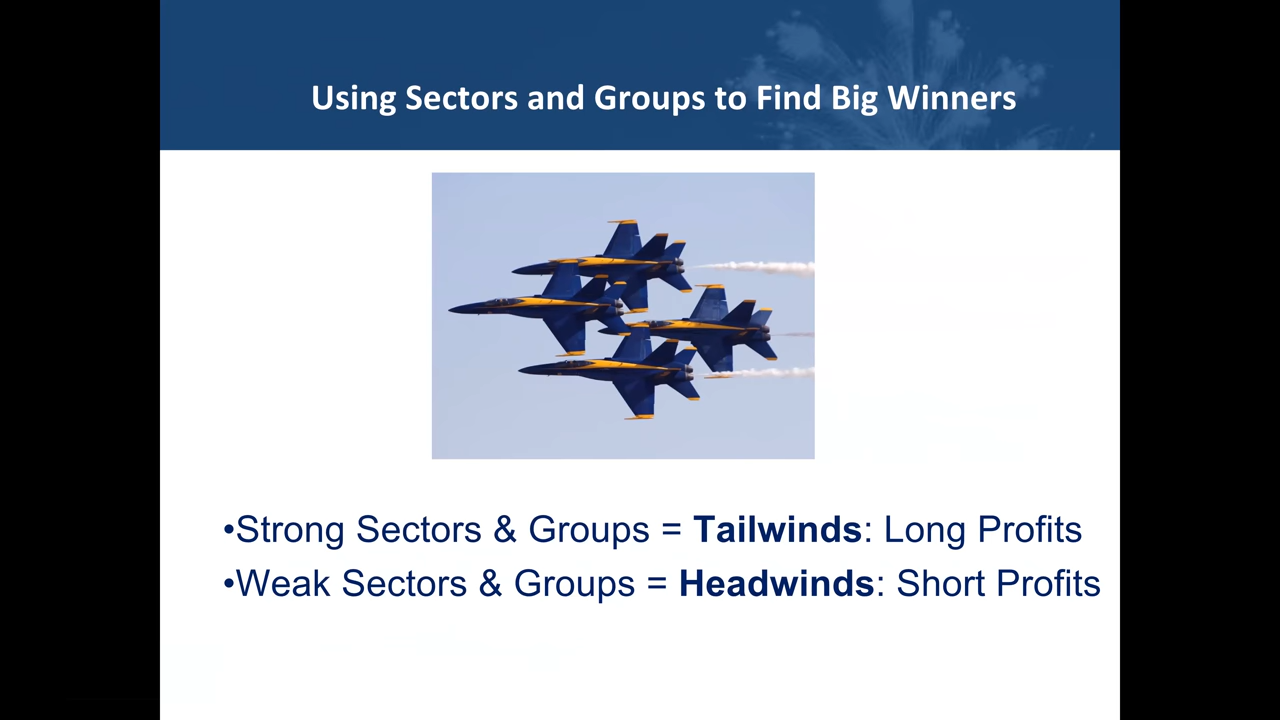 Using Sectors and Groups to Find Big Winners
•Strong Sectors & Groups = Tailwinds: Long Profits
•Weak Sectors & Groups = Headwinds: Short Profits